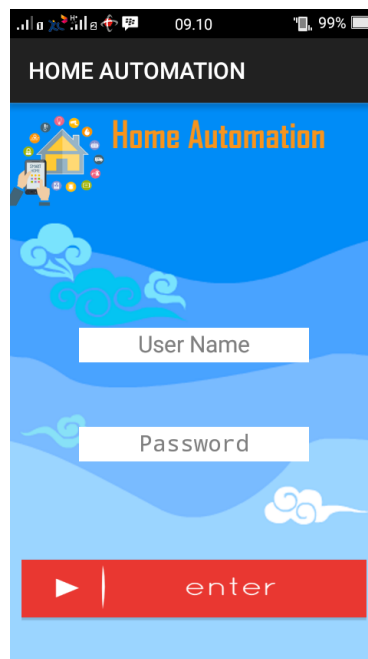 09.10 99%
HOME AUTOMATION
Home Automation
User Name
Password
enter